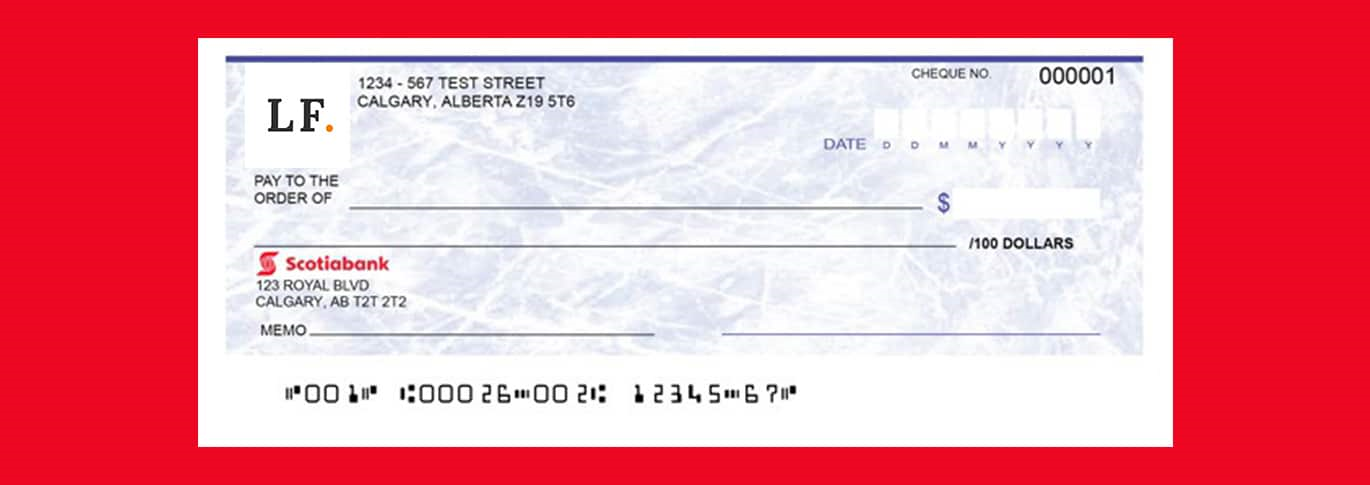 LF.
1234 - 567 TEST STREET
CALGARY, ALBERTA Z19 5T6
CHEQUE NO. 000001
DATE D D M M Y Y Y Y
PAY TO THE
ORDER OF
$
/100 DOLLARS
Scotiabank
123 ROYAL BLVD
CALGARY, AB T2T 2T2
MEMO
⑈001⑈ ⑆00026⑉002⑆ 12345⑉67⑈